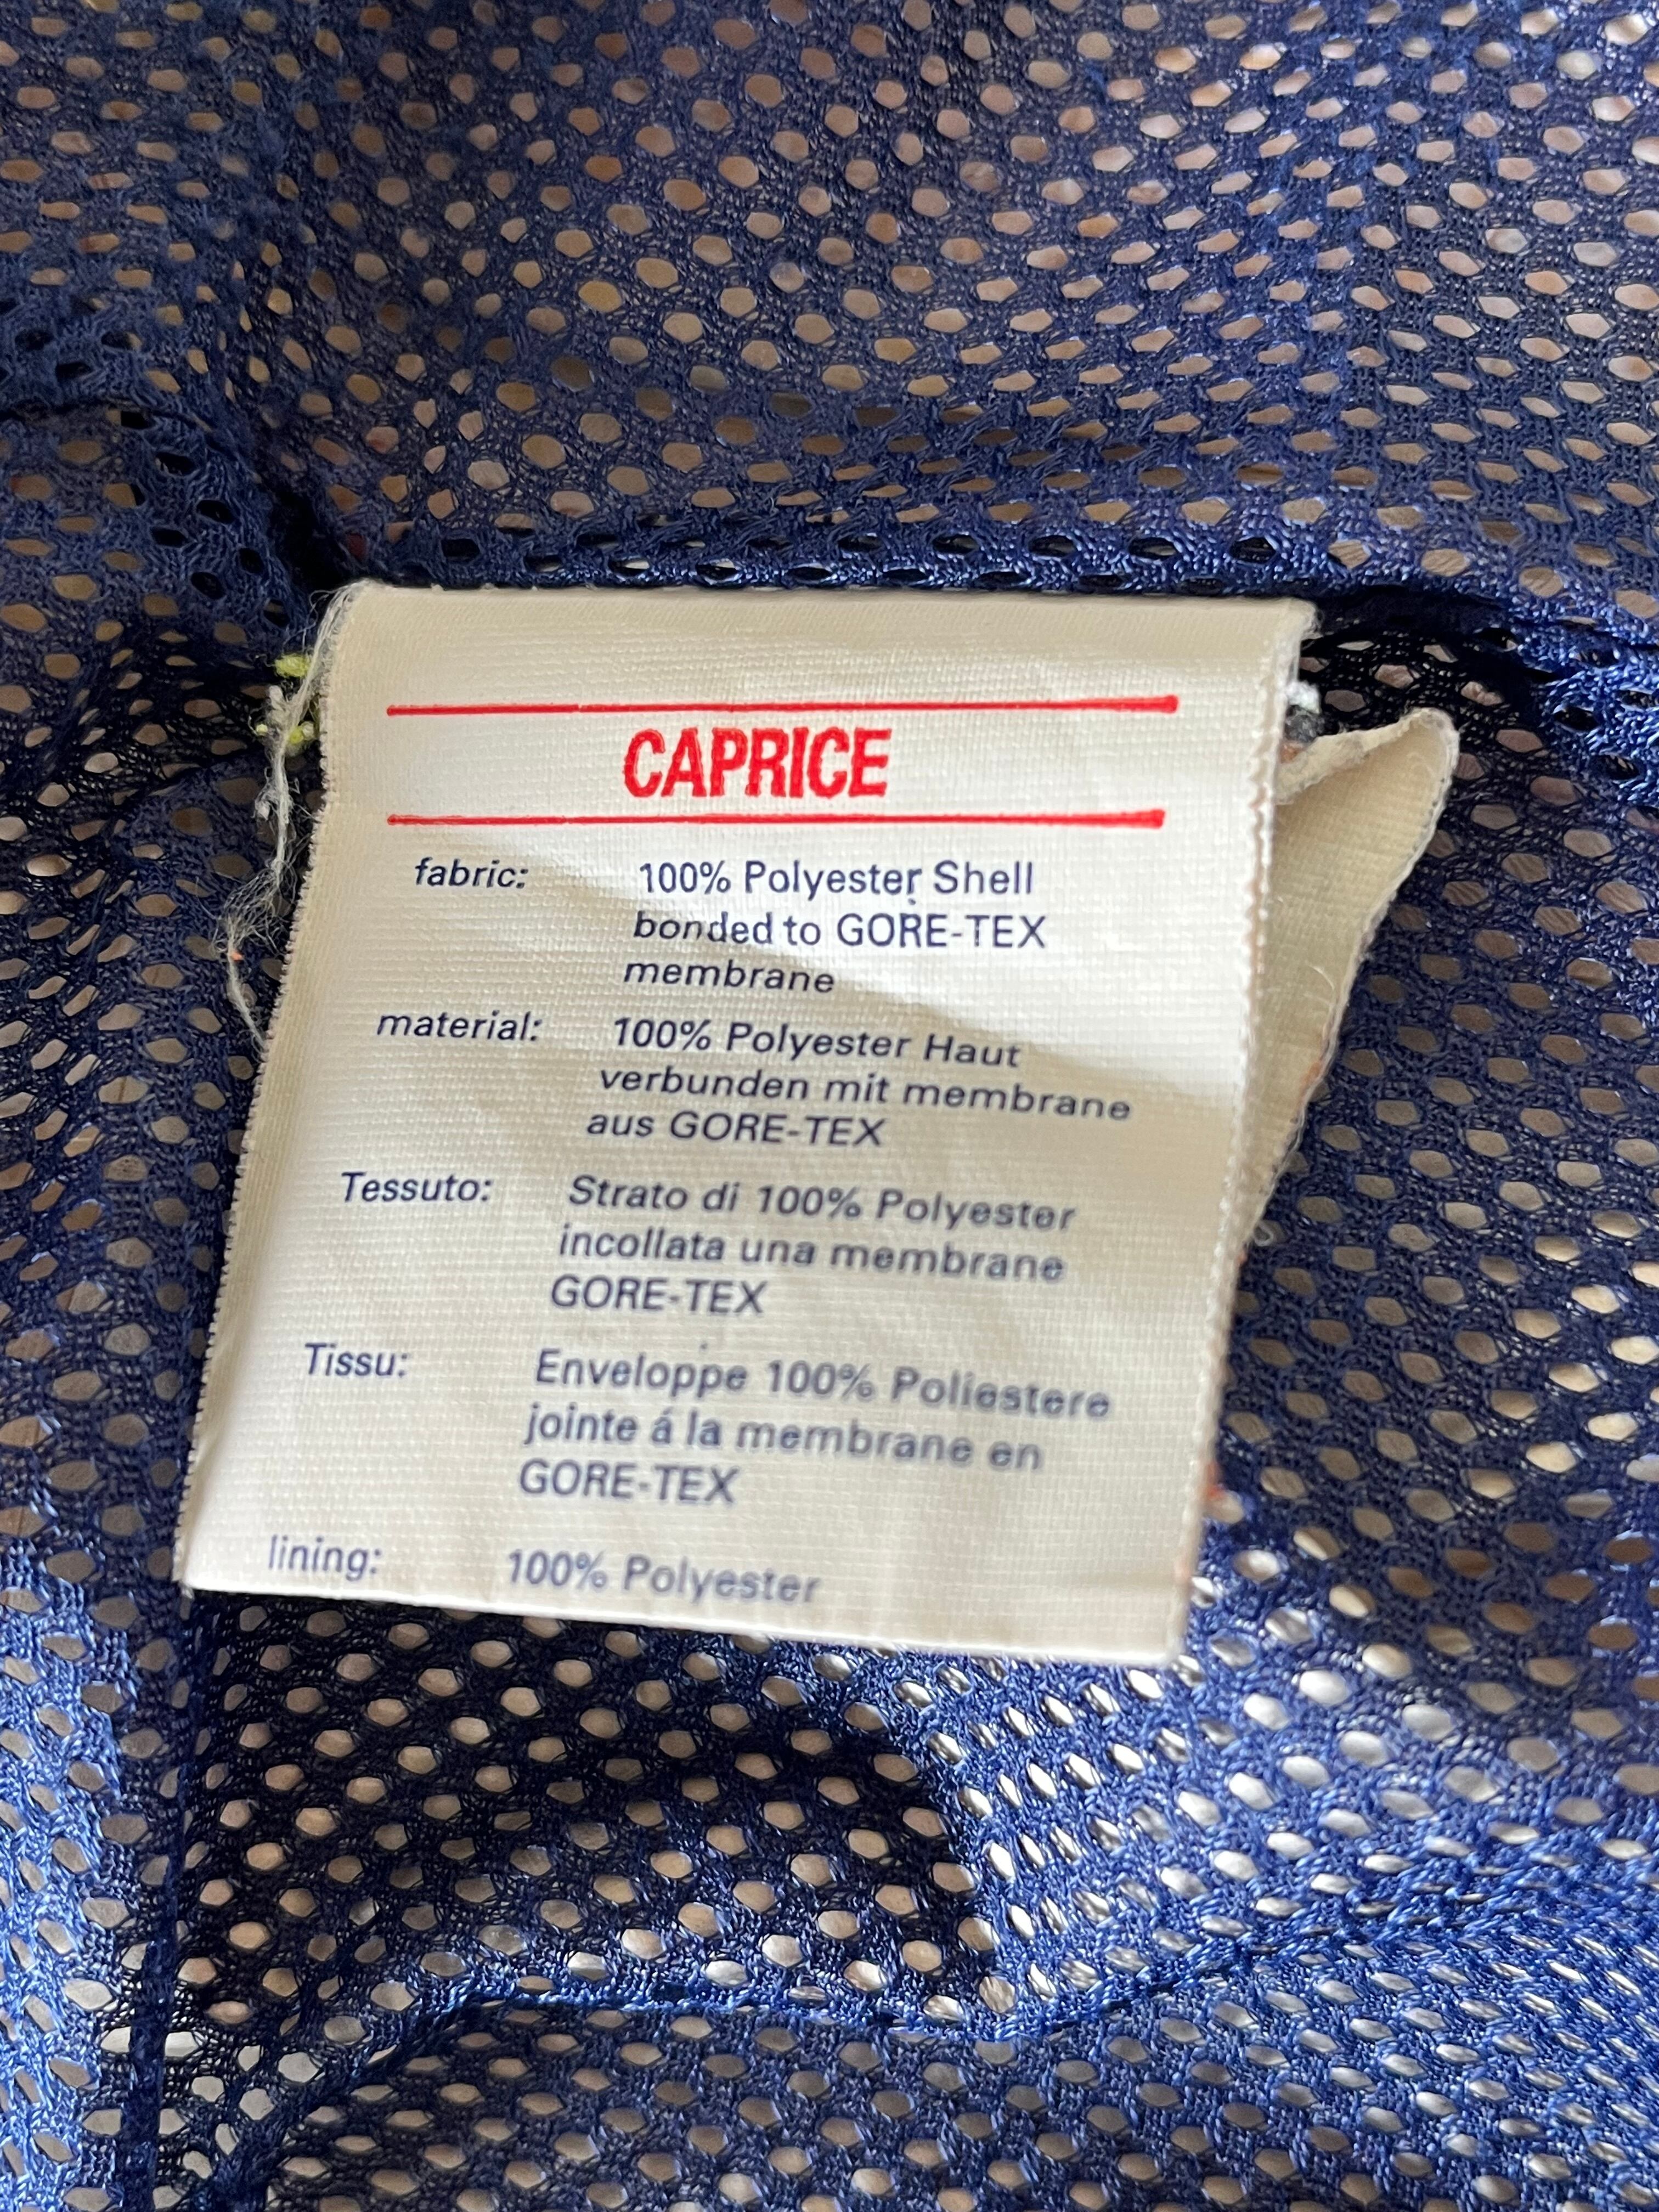 CAPRICE
fabric: 100% Polyester Shell
bonded to GORE-TEX
membrane
material: 100% Polyester Haut
verbunden mit membrane
aus GORE-TEX
Tessuto: Strato di 100% Polyester
incollata una membrane
GORE-TEX
Tissu: Enveloppe 100% Poliestere
jointe á la membrane en
GORE-TEX
lining: 100% Polyester